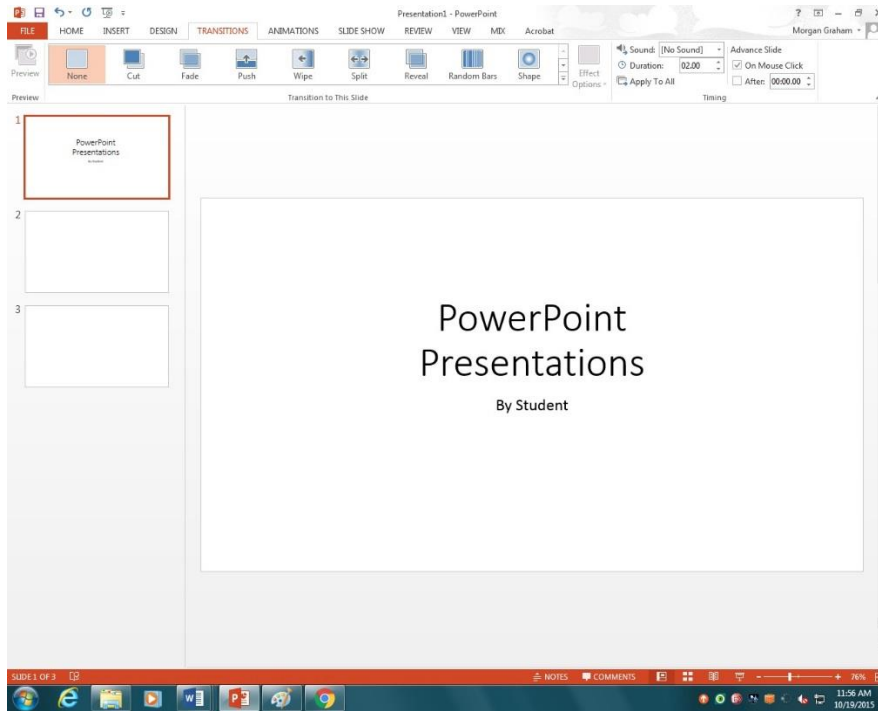 Presentation1 - PowerPoint
FILE HOME INSERT DESIGN TRANSITIONS ANIMATIONS SLIDE SHOW REVIEW VIEW MIX Acrobat Morgan Graham
Preview None Cut Fade Push Wipe Split Reveal Random Bars Shape Effect Options
Sound: [No Sound] Advance Slide
Duration: 02.00 On Mouse Click
Apply To All After: 00:00.00
Preview Transition to This Slide Timing
1
PowerPoint
Presentations
By Student
2
3
PowerPoint
Presentations
By Student
SLIDE 1 OF 3 NOTES COMMENTS 76%
11:56 AM
10/19/2015